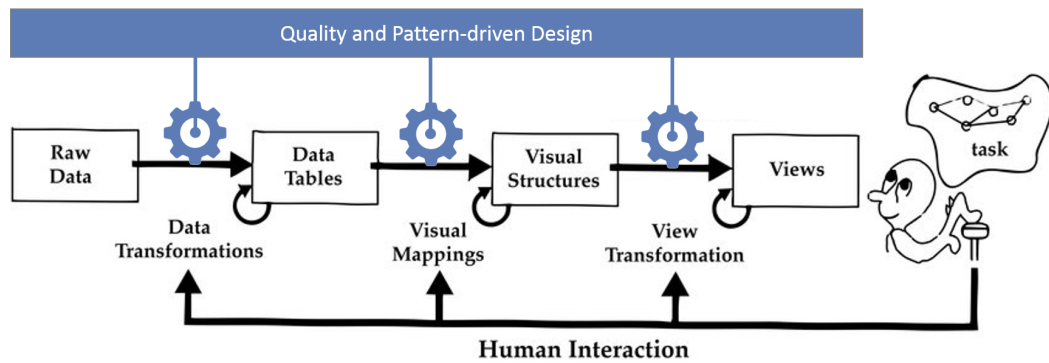 Quality and Pattern-driven Design
Raw
Data
Data
Tables
Visual
Structures
Views
task
Data
Transformations
Visual
Mappings
View
Transformation
Human Interaction